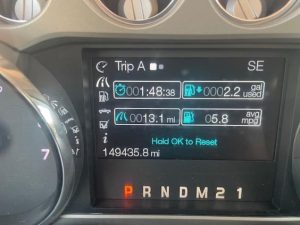 Trip A SE
0001:48:38 0002.2 gal used
0013.1 mi 05.8 avg mpg
Hold OK to Reset
149435.8 mi
P R N D M 2 1
7